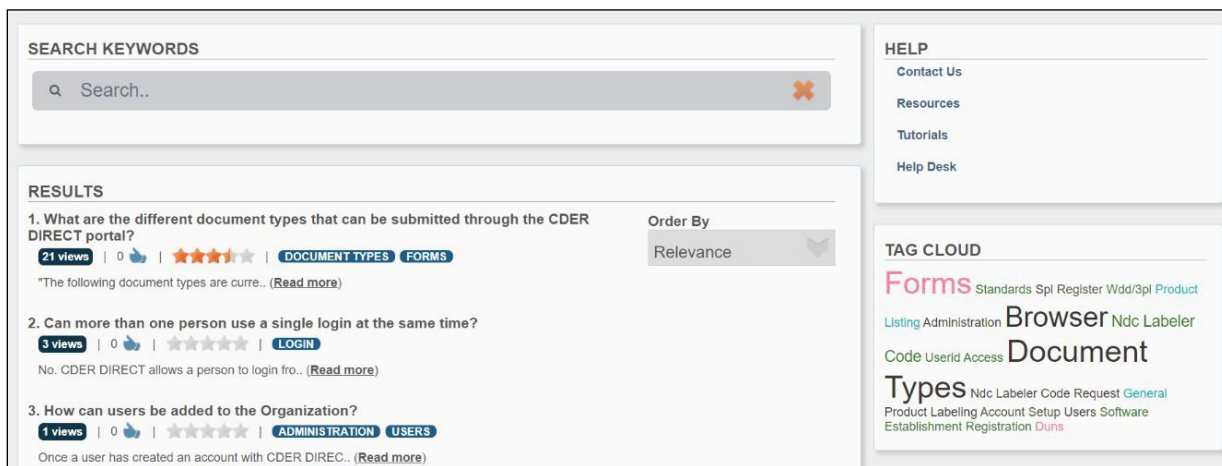 SEARCH KEYWORDS
Search..
RESULTS
1. What are the different document types that can be submitted through the CDER
DIRECT portal?
21 views | 0 | | DOCUMENT TYPES FORMS
"The following document types are curre.. (Read more)
2. Can more than one person use a single login at the same time?
3 views | 0 | | LOGIN
No. CDER DIRECT allows a person to login fro.. (Read more)
3. How can users be added to the Organization?
1 views | 0 | | ADMINISTRATION USERS
Once a user has created an account with CDER DIREC.. (Read more)
Order By
Relevance
HELP
Contact Us
Resources
Tutorials
Help Desk
TAG CLOUD
Forms Standards Spl Register Wdd/3pl Product
Listing Administration Browser Ndc Labeler
Code Userid Access Document
Types Ndc Labeler Code Request General
Product Labeling Account Setup Users Software
Establishment Registration Duns